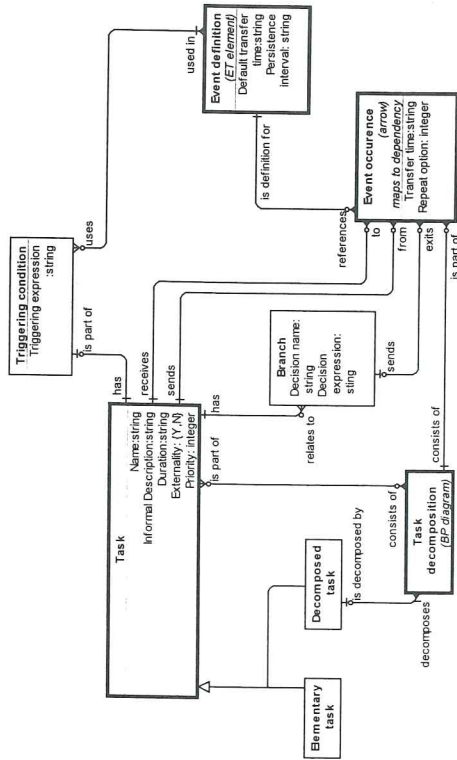 Triggering condition
Triggering expression
:string
uses
used in
Event definition
(ET element)
Default transfer
time:string
Persistence
interval: string
is part of
has
is definition for
references
receives
to
sends
from
exits
Event occurence
(arrow)
maps to dependency
Transfer time:string
Repeat option: integer
is part of
Task
Name:string
Informal Description:string
Duration:string
Externality: {Y,N}
Priority: integer
has
relates to
Branch
Decision name:
string
Decision
expression:
sting
sends
is part of
consists of
consists of
Task
decomposition
(BP diagram)
decomposes
is decomposed by
Decomposed
task
Elementary
task